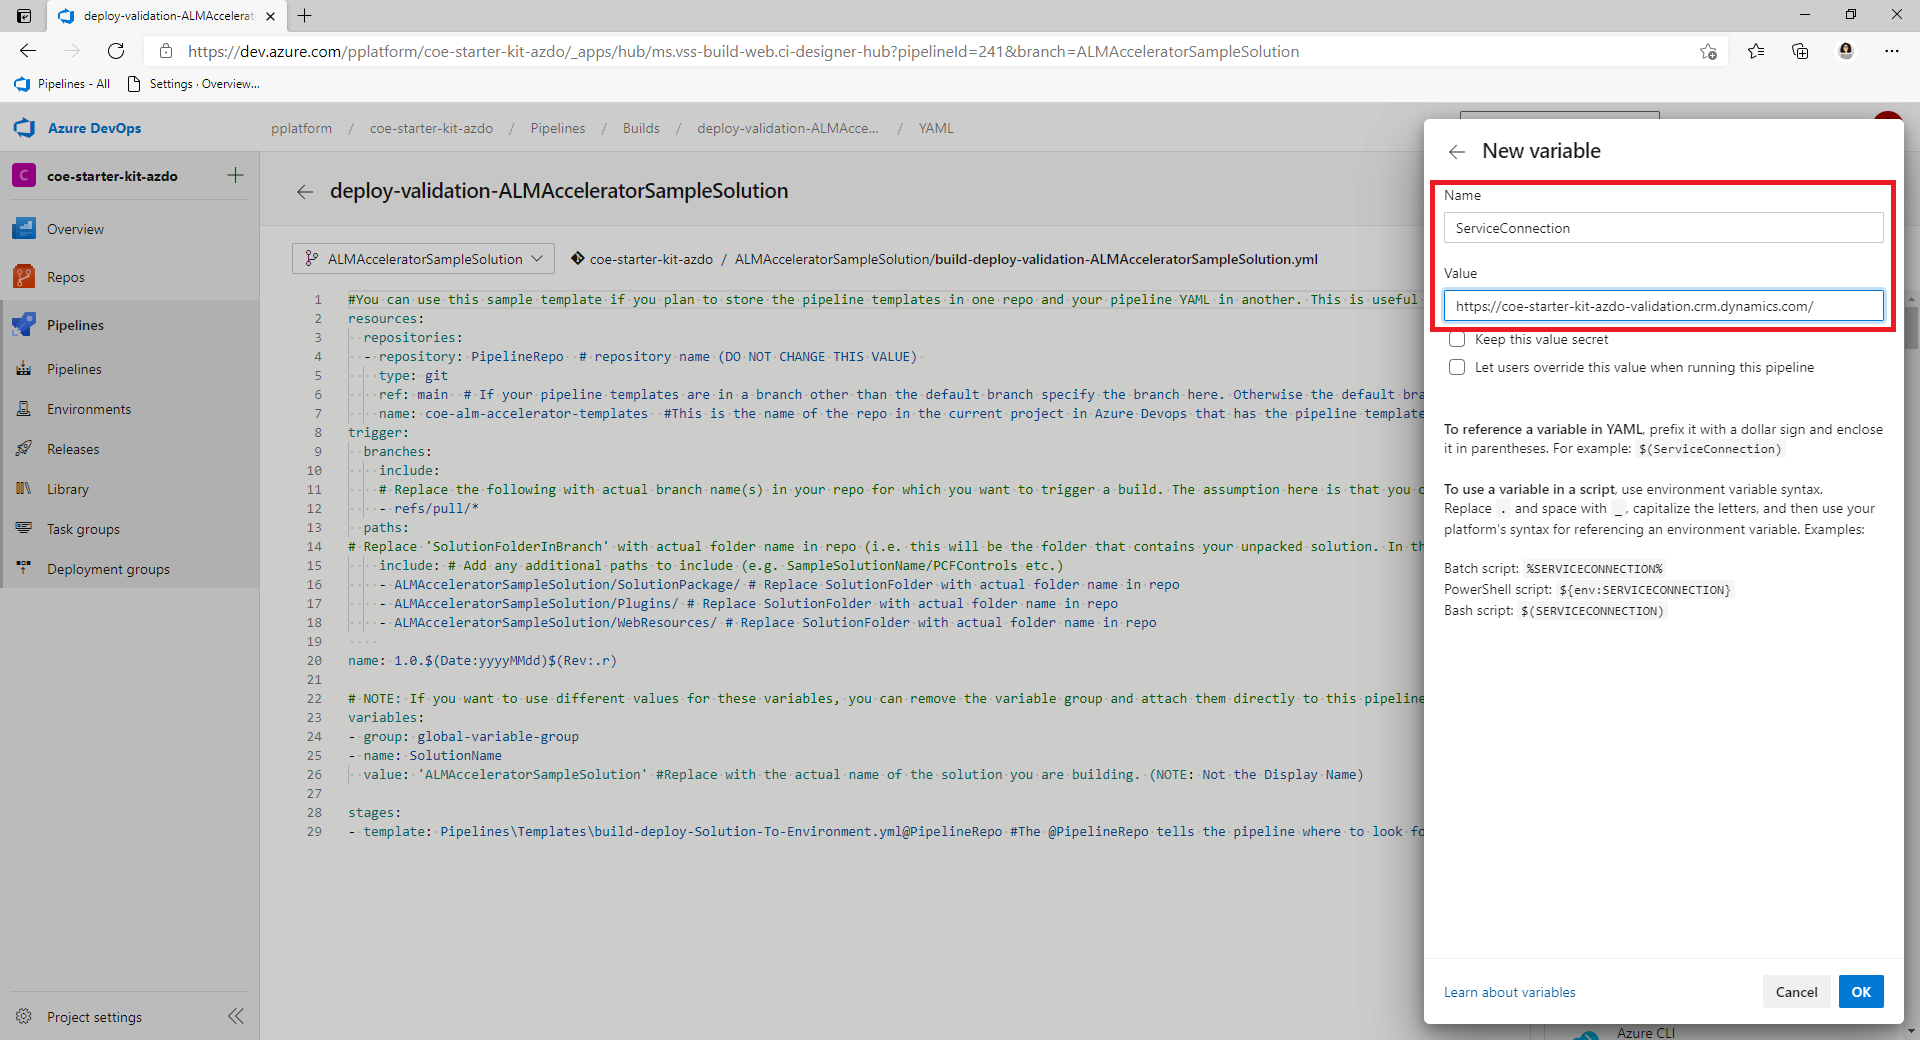 deploy-validation-ALMAccelerat
https://dev.azure.com/pplatform/coe-starter-kit-azdo/_apps/hub/ms.vss-build-web.ci-designer-hub?pipelineId=241&branch=ALMAcceleratorSampleSolution
Pipelines - All
Settings · Overview...
Azure DevOps
pplatform / coe-starter-kit-azdo / Pipelines / Builds / deploy-validation-ALMAcce... / YAML
C coe-starter-kit-azdo
Overview
Repos
Pipelines
Pipelines
Environments
Releases
Library
Task groups
Deployment groups
Project settings
deploy-validation-ALMAcceleratorSampleSolution
ALMAcceleratorSampleSolution
coe-starter-kit-azdo / ALMAcceleratorSampleSolution/build-deploy-validation-ALMAcceleratorSampleSolution.yml
1 #You can use this sample template if you plan to store the pipeline templates in one repo and your pipeline YAML in another. This is useful
2 resources:
3 repositories:
4 - repository: PipelineRepo # repository name (DO NOT CHANGE THIS VALUE)
5 type: git
6 ref: main # If your pipeline templates are in a branch other than the default branch specify the branch here. Otherwise the default bra
7 name: coe-alm-accelerator-templates #This is the name of the repo in the current project in Azure Devops that has the pipeline template
8 trigger:
9 branches:
10 include:
11 # Replace the following with actual branch name(s) in your repo for which you want to trigger a build. The assumption here is that you
12 - refs/pull/*
13 paths:
14 # Replace 'SolutionFolderInBranch' with actual folder name in repo (i.e. this will be the folder that contains your unpacked solution. In th
15 include: # Add any additional paths to include (e.g. SampleSolutionName/PCFControls etc.)
16 - ALMAcceleratorSampleSolution/SolutionPackage/ # Replace SolutionFolder with actual folder name in repo
17 - ALMAcceleratorSampleSolution/Plugins/ # Replace SolutionFolder with actual folder name in repo
18 - ALMAcceleratorSampleSolution/WebResources/ # Replace SolutionFolder with actual folder name in repo
19
20 name: 1.0.$(Date:yyyyMMdd)$(Rev:.r)
21
22 # NOTE: If you want to use different values for these variables, you can remove the variable group and attach them directly to this pipeline
23 variables:
24 - group: global-variable-group
25 - name: SolutionName
26 value: 'ALMAcceleratorSampleSolution' #Replace with the actual name of the solution you are building. (NOTE: Not the Display Name)
27
28 stages:
29 - template: Pipelines\Templates\build-deploy-Solution-To-Environment.yml@PipelineRepo #The @PipelineRepo tells the pipeline where to look fo
New variable
Name
ServiceConnection
Value
https://coe-starter-kit-azdo-validation.crm.dynamics.com/
Keep this value secret
Let users override this value when running this pipeline
To reference a variable in YAML, prefix it with a dollar sign and enclose
it in parentheses. For example: $(ServiceConnection)
To use a variable in a script, use environment variable syntax.
Replace . and space with _, capitalize the letters, and then use your
platform's syntax for referencing an environment variable. Examples:
Batch script: %SERVICECONNECTION%
PowerShell script: ${env:SERVICECONNECTION}
Bash script: $(SERVICECONNECTION)
Learn about variables
Cancel
OK
Azure CLI